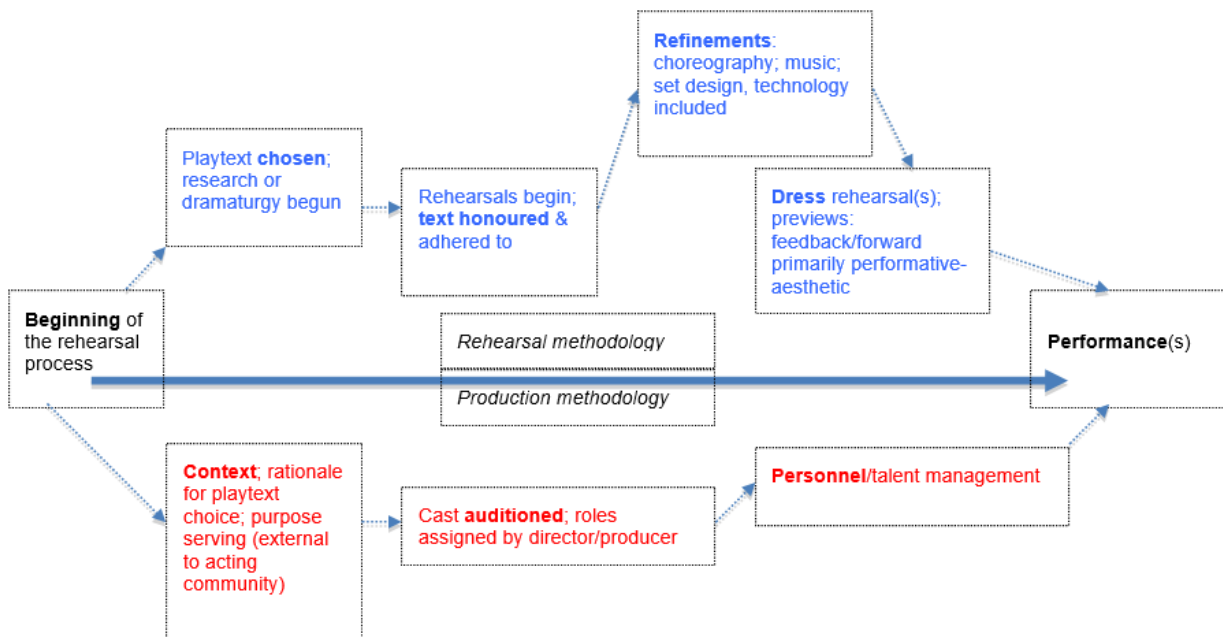 Refinements:
choreography; music;
set design, technology
included
Playtext chosen;
research or
dramaturgy begun
Rehearsals begin;
text honoured &
adhered to
Dress rehearsal(s);
previews:
feedback/forward
primarily performative-
aesthetic
Beginning of
the rehearsal
process
Rehearsal methodology
Production methodology
Performance(s)
Context; rationale
for playtext
choice; purpose
serving (external
to acting
community)
Cast auditioned; roles
assigned by director/producer
Personnel/talent management